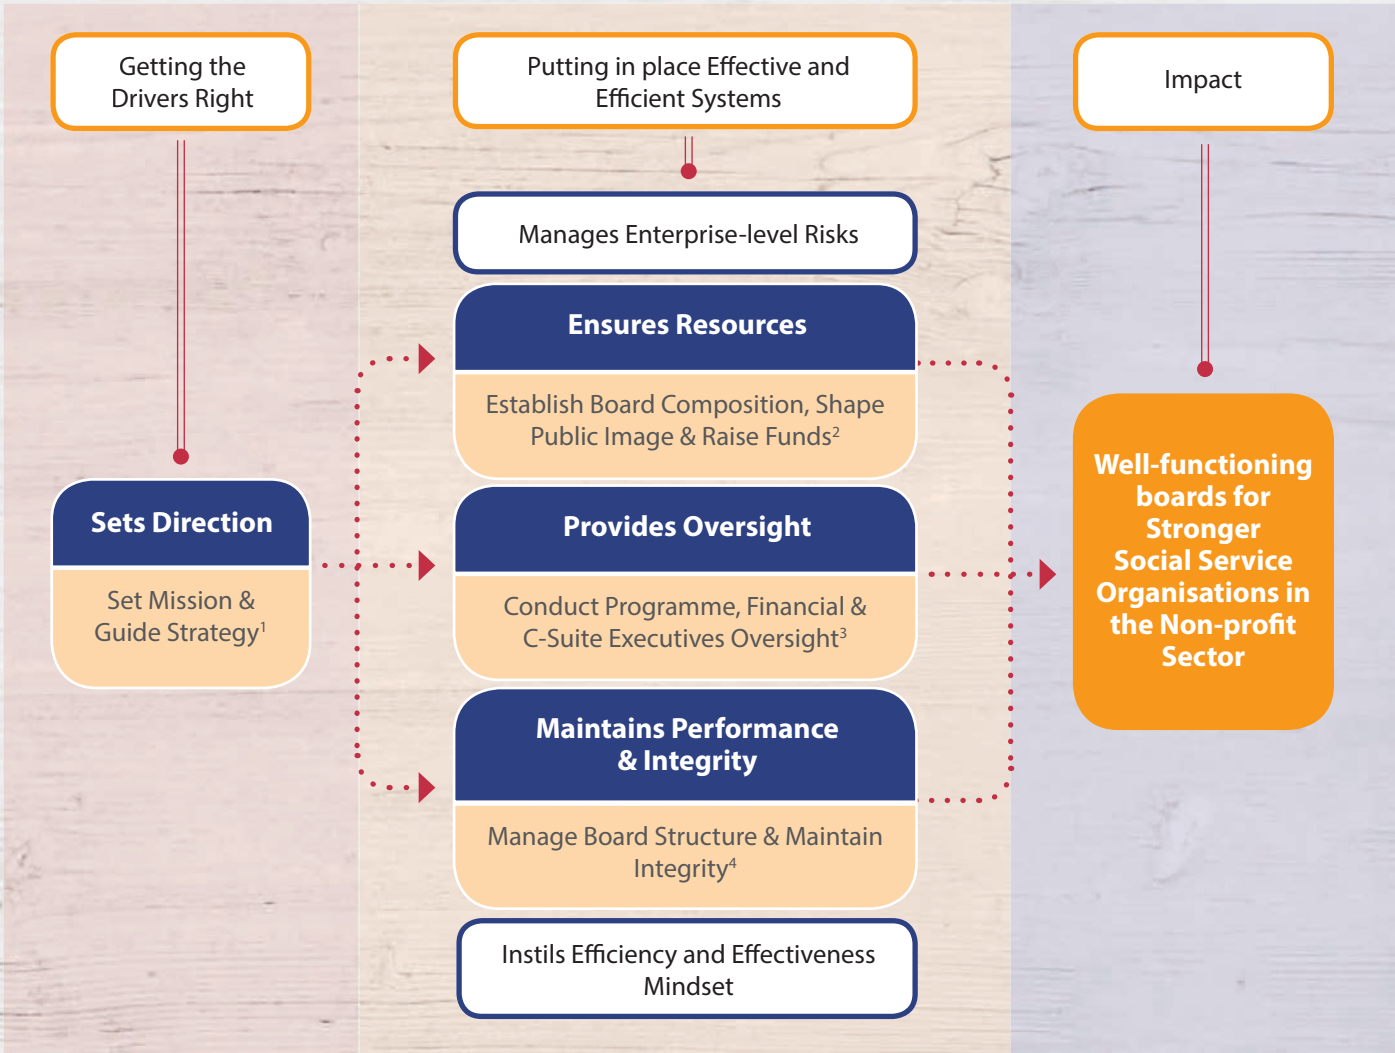 Getting the
Drivers Right
Putting in place Effective and
Efficient Systems
Impact
Manages Enterprise-level Risks
Ensures Resources
Establish Board Composition, Shape
Public Image & Raise Funds²
Sets Direction
Set Mission &
Guide Strategy¹
Provides Oversight
Conduct Programme, Financial &
C-Suite Executives Oversight³
Maintains Performance
& Integrity
Manage Board Structure & Maintain
Integrity⁴
Instils Efficiency and Effectiveness
Mindset
Well-functioning
boards for
Stronger
Social Service
Organisations in
the Non-profit
Sector